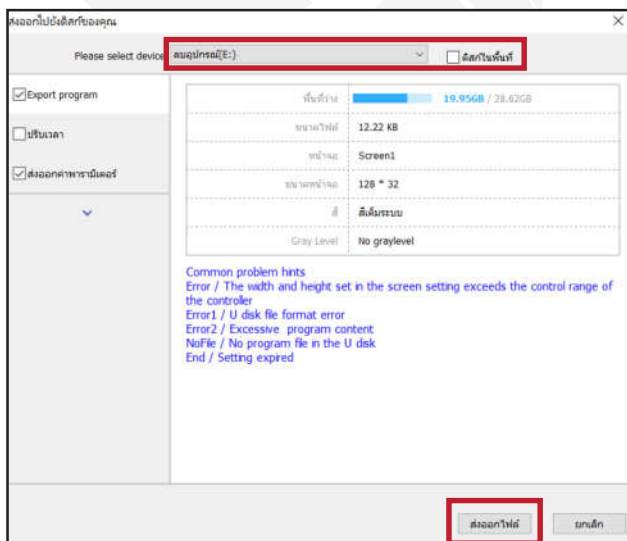 ส่งออกไปยังดิสก์ของคุณ
Please select device ลบอุปกรณ์(E:) ดิสก์ในพื้นที่
Export program
ปรับเวลา
ส่งออกค่าพารามิเตอร์
พื้นที่ว่าง 19.95GB / 28.62GB
ขนาดไฟล์ 12.22 KB
หน้าจอ Screen1
ขนาดหน้าจอ 128 * 32
สี สีเต็มระบบ
Gray Level No graylevel
Common problem hints
Error / The width and height set in the screen setting exceeds the control range of
the controller
Error1 / U disk file format error
Error2 / Excessive program content
NoFile / No program file in the U disk
End / Setting expired
ส่งออกไฟล์ ยกเลิก